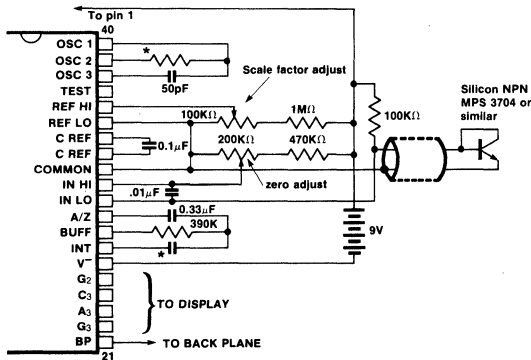 To pin 1
40
OSC 1
OSC 2
*
OSC 3
50pF
TEST
Scale factor adjust
REF HI
REF LO
100KΩ
1MΩ
100KΩ
Silicon NPN
MPS 3704 or
similar
C REF
C REF
0.1μF
200KΩ
470KΩ
COMMON
IN HI
zero adjust
IN LO
.01μF
A/Z
0.33μF
BUFF
390K
INT
*
9V
V-
G2
C3
A3
G3
TO DISPLAY
BP
TO BACK PLANE
21